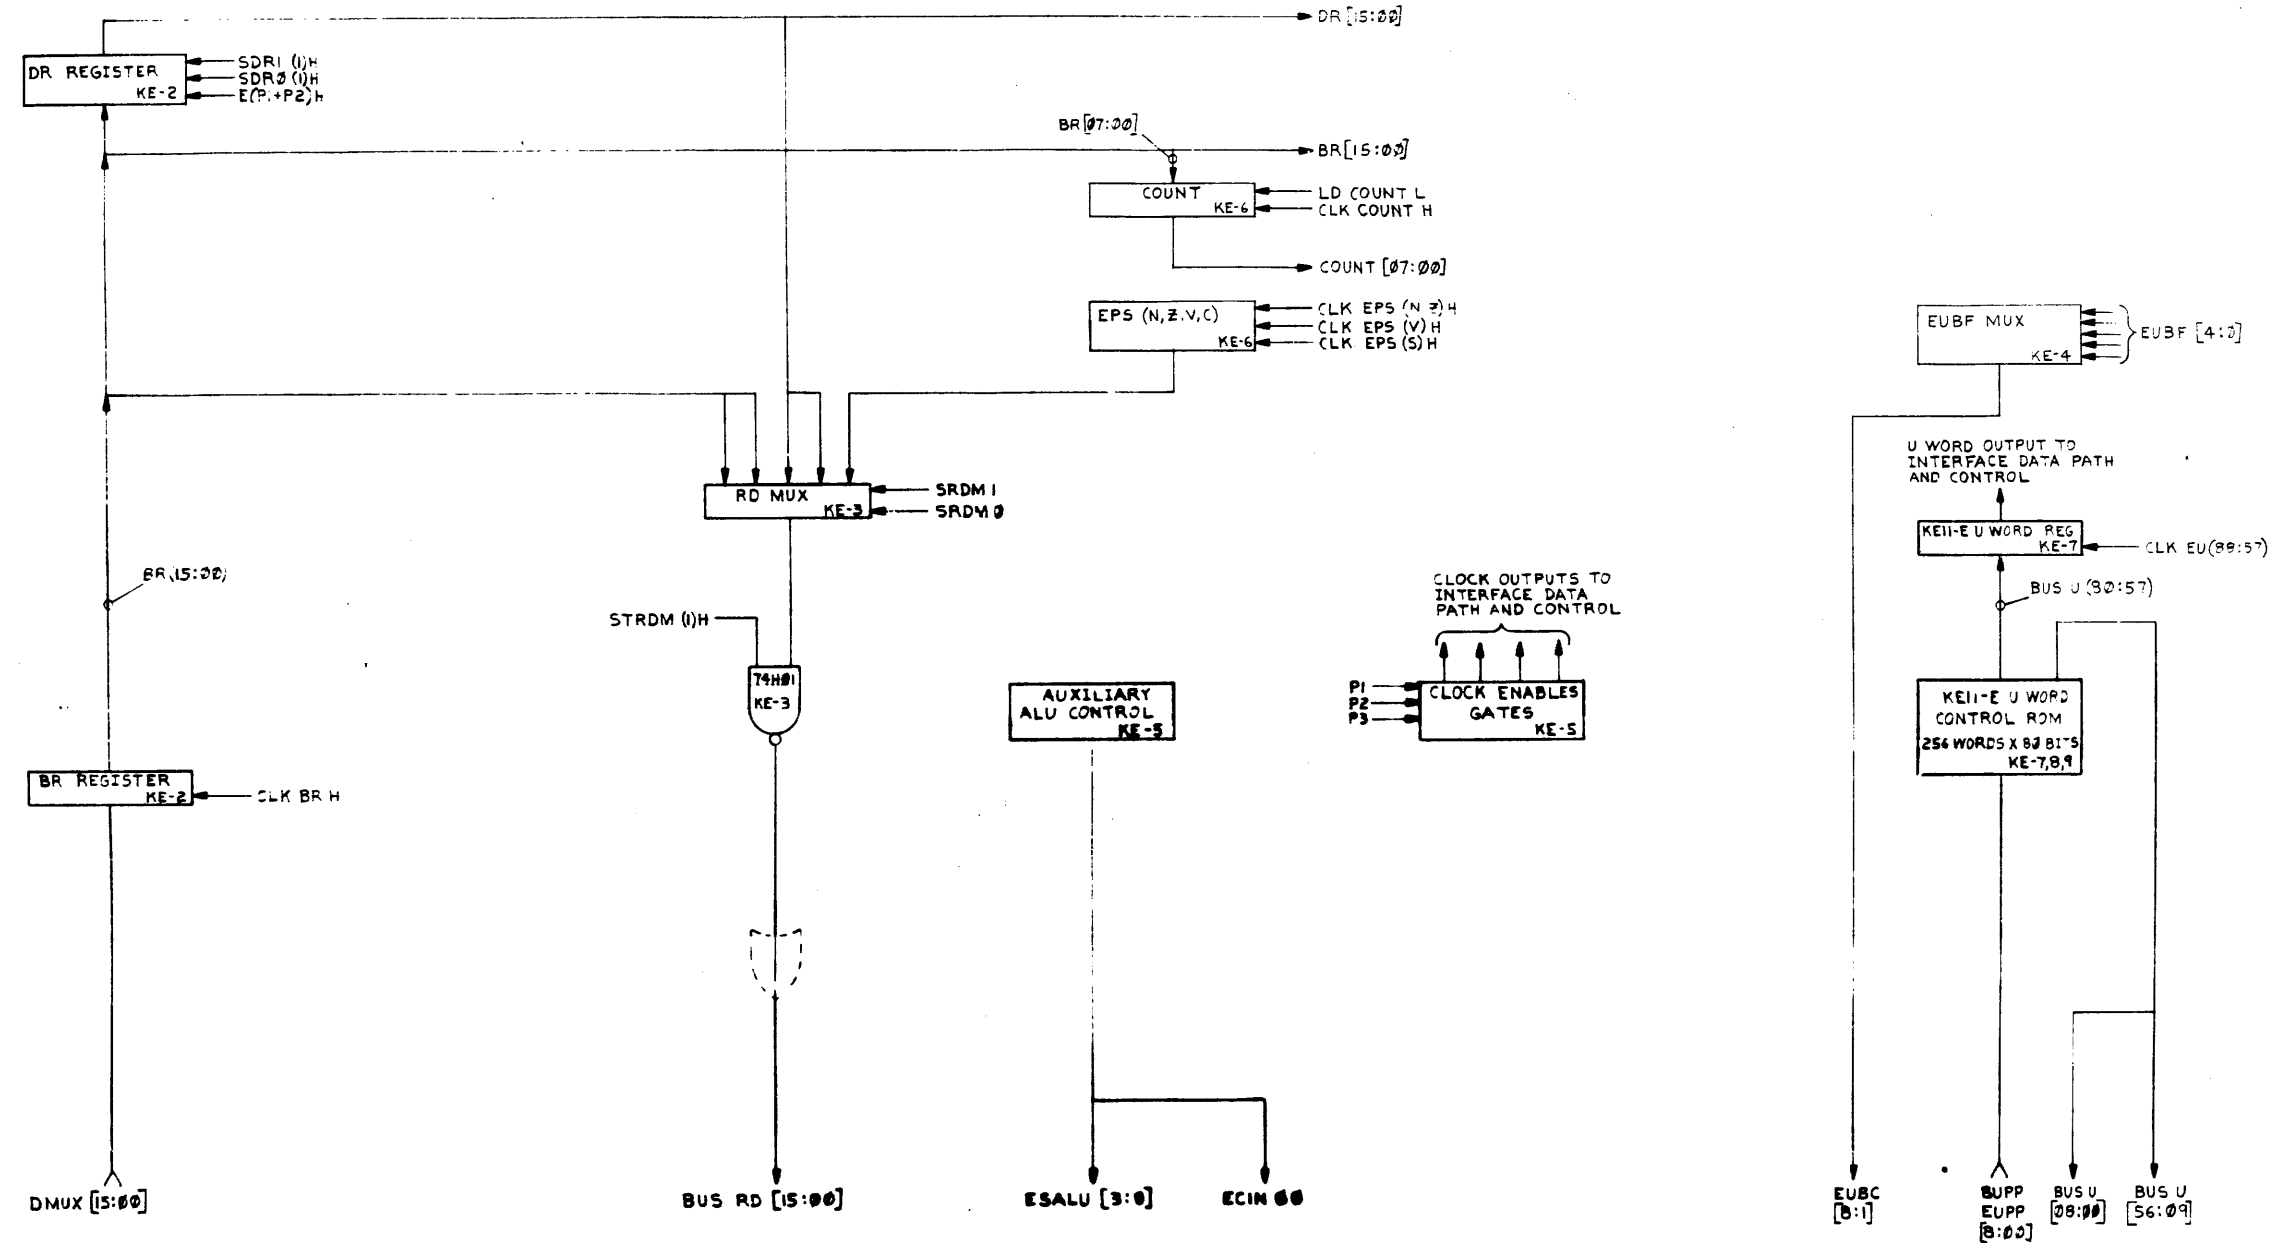 DR [15:00]
DR REGISTER
KE-2
SDR1 (1)H
SDR0 (1)H
E(P1+P2)H
BR[07:00]
BR[15:00]
COUNT
KE-6
LD COUNT L
CLK COUNT H
COUNT [07:00]
EPS (N,Z,V,C)
KE-6
CLK EPS (N Z) H
CLK EPS (V) H
CLK EPS (S) H
EUBF MUX
KE-4
EUBF [4:0]
U WORD OUTPUT TO
INTERFACE DATA PATH
AND CONTROL
RD MUX
KE-3
SRDM 1
SRDM 0
KE11-E U WORD REG
KE-7
BR(15:00)
CLOCK OUTPUTS TO
INTERFACE DATA
PATH AND CONTROL
BUS U (80:57)
STRDM (1)H
74H01
KE-3
AUXILIARY
ALU CONTROL
KE-5
P1
P2
P3
CLOCK ENABLES
GATES
KE-5
KE11-E U WORD
CONTROL ROM
256 WORDS X 80 BITS
KE-7,8,9
BR REGISTER
KE-2
CLK BR H
DMUX [15:00]
BUS RD [15:00]
ESALU [3:0]
ECIN 00
EUBC
[8:1]
BUPP
EUPP
[8:00]
BUS U
[08:00]
BUS U
[56:09]